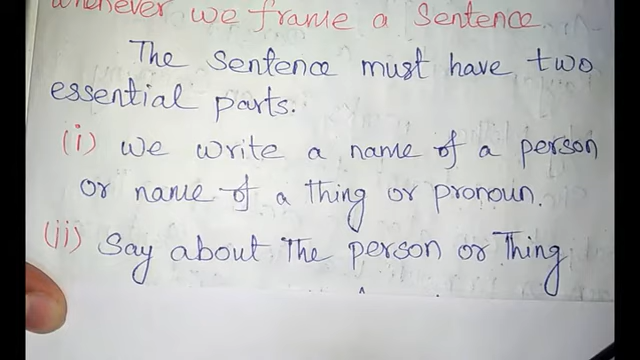 whenever we frame a Sentence.
The Sentence must have two
essential parts.
(i) we write a name of a person
or name of a thing or pronoun.
(ii) Say about The person or Thing